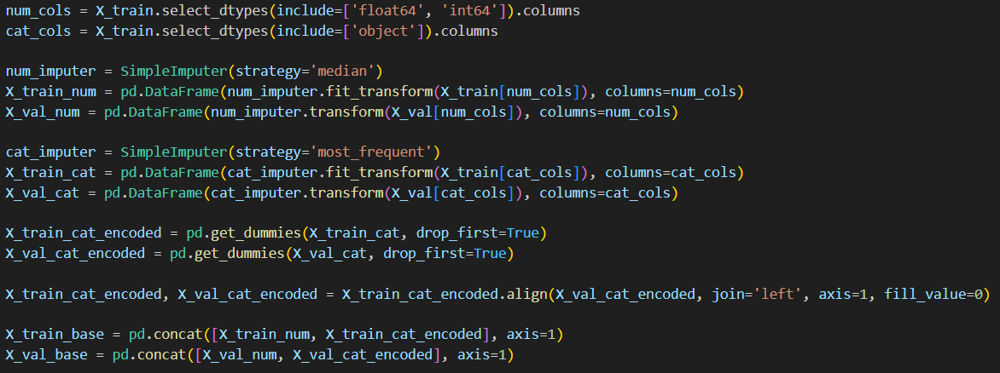 num_cols = X_train.select_dtypes(include=['float64', 'int64']).columns
cat_cols = X_train.select_dtypes(include=['object']).columns

num_imputer = SimpleImputer(strategy='median')
X_train_num = pd.DataFrame(num_imputer.fit_transform(X_train[num_cols]), columns=num_cols)
X_val_num = pd.DataFrame(num_imputer.transform(X_val[num_cols]), columns=num_cols)

cat_imputer = SimpleImputer(strategy='most_frequent')
X_train_cat = pd.DataFrame(cat_imputer.fit_transform(X_train[cat_cols]), columns=cat_cols)
X_val_cat = pd.DataFrame(cat_imputer.transform(X_val[cat_cols]), columns=cat_cols)

X_train_cat_encoded = pd.get_dummies(X_train_cat, drop_first=True)
X_val_cat_encoded = pd.get_dummies(X_val_cat, drop_first=True)

X_train_cat_encoded, X_val_cat_encoded = X_train_cat_encoded.align(X_val_cat_encoded, join='left', axis=1, fill_value=0)

X_train_base = pd.concat([X_train_num, X_train_cat_encoded], axis=1)
X_val_base = pd.concat([X_val_num, X_val_cat_encoded], axis=1)